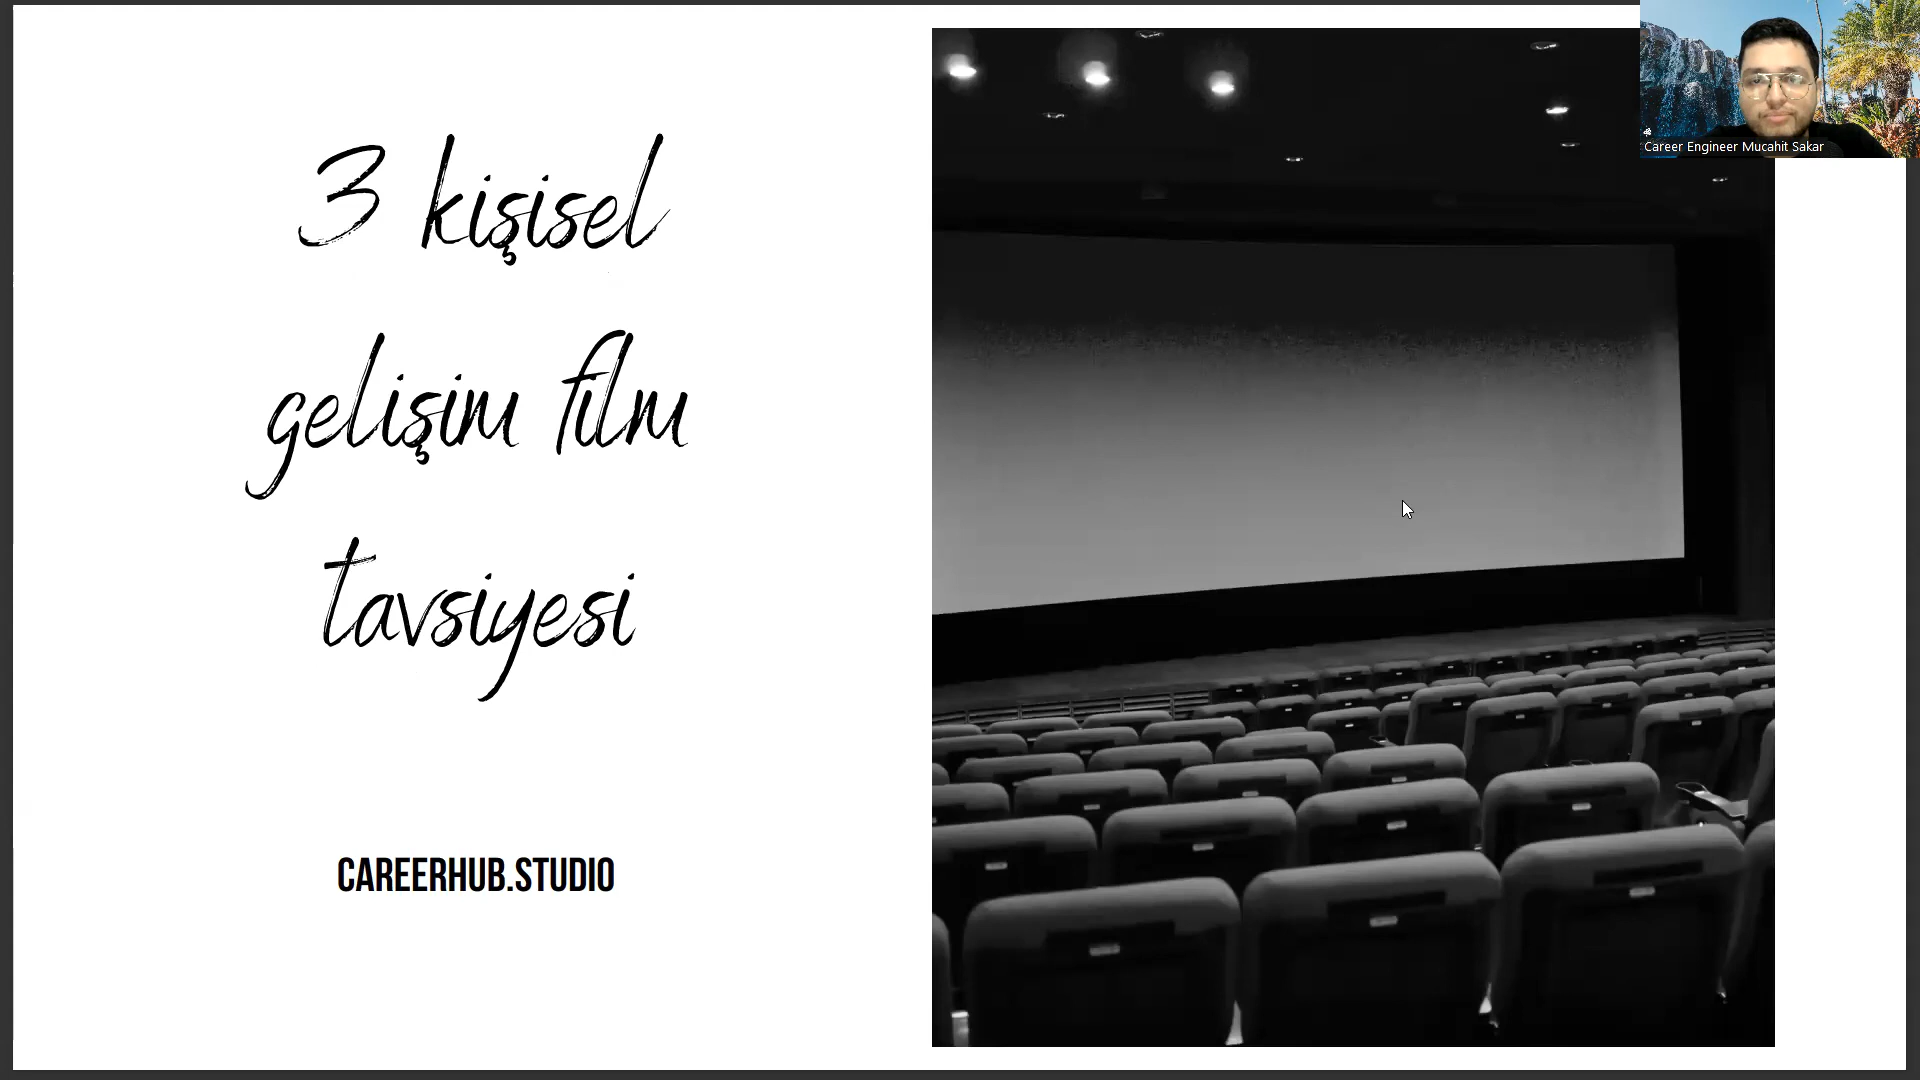 3 kişisel
gelişim film
tavsiyesi
CAREERHUB.STUDIO
Career Engineer Mucahit Sakar